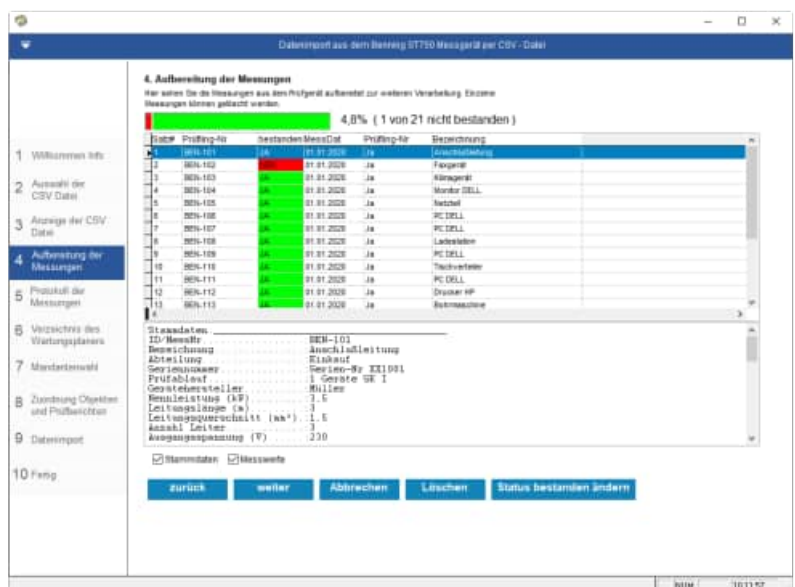 Datenimport aus dem Benning ST750 Messgerät per CSV - Datei
4. Aufbereitung der Messungen
Hier sehen Sie die Messungen aus dem Prüfgerät aufbereitet zur weiteren Verarbeitung. Einzelne
Messungen können gelöscht werden.
4,8% ( 1 von 21 nicht bestanden )
Satz# Prüfling-Nr bestanden MessDat Prüfling-Nr Bezeichnung
1 BEN-101 JA 01.01.2020 Ja Anschlußleitung
2 BEN-102 01.01.2020 Ja Faxgerät
3 BEN-103 JA 01.01.2020 Ja Klimagerät
4 BEN-104 JA 01.01.2020 Ja Monitor DELL
5 BEN-105 JA 01.01.2020 Ja Netzteil
6 BEN-106 JA 01.01.2020 Ja PC DELL
7 BEN-107 JA 01.01.2020 Ja PC DELL
8 BEN-108 JA 01.01.2020 Ja Ladestation
9 BEN-109 JA 01.01.2020 Ja PC DELL
10 BEN-110 JA 01.01.2020 Ja Tischverteiler
11 BEN-111 JA 01.01.2020 Ja PC DELL
12 BEN-112 JA 01.01.2020 Ja Drucker HP
13 BEN-113 JA 01.01.2020 Ja Bohrmaschine
1 Willkommen Info
2 Auswahl der
CSV Datei
3 Anzeige der CSV
Datei
4 Aufbereitung der
Messungen
5 Protokoll der
Messungen
6 Verzeichnis des
Wartungsplaners
7 Mandantenwahl
8 Zuordnung Objekten
und Prüfberichten
9 Datenimport
10 Fertig
Stammdaten
ID/MessNr BEN-101
Bezeichnung Anschlußleitung
Abteilung Einkauf
Seriennummer Serien-Nr XX1001
Prüfablauf 1 Geräte SK I
Gerätehersteller Müller
Nennleistung (kW) 3.5
Leitungslänge (m) 3
Leitungsquerschnitt (mm²) 1.5
Anzahl Leiter 3
Ausgangsspannung (V) 230
Stammdaten Messwerte
zurück weiter Abbrechen Löschen Status bestanden ändern
NUM 10:11:57